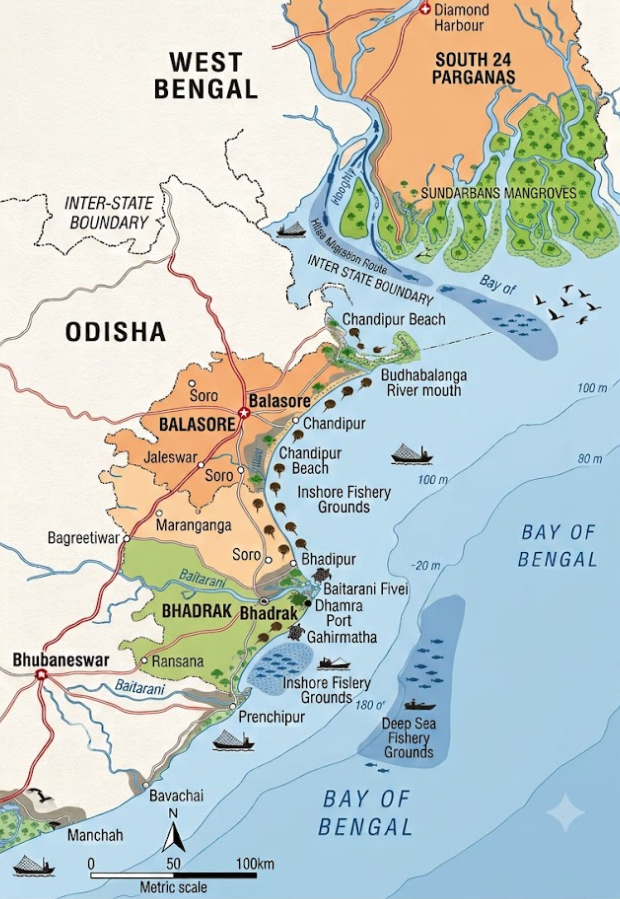 Diamond
Harbour
WEST
BENGAL
SOUTH 24
PARGANAS
Hooghly
SUNDARBANS MANGROVES
INTER-STATE
BOUNDARY
Hilsa Migration Route
INTER STATE BOUNDARY
Bay of
Chandipur Beach
ODISHA
Budhabalanga
River mouth
100 m
Soro
Balasore
BALASORE
Chandipur
Jaleswar
Soro
Chandipur
Beach
100 m
80 m
Inshore Fishery
Grounds
Maranganga
Bagreetiwar
BAY OF
BENGAL
Soro
Bhadipur
-20 m
Baitarani
Baitarani Fivei
BHADRAK
Bhadrak
Dhamra
Port
Gahirmatha
Bhubaneswar
Ransana
Baitarani
Inshore Fislery
Grounds
180 o'
Prenchipur
Deep Sea
Fishery
Grounds
Bavachai
BAY OF
BENGAL
N
Manchah
0
50
100km
Metric scale